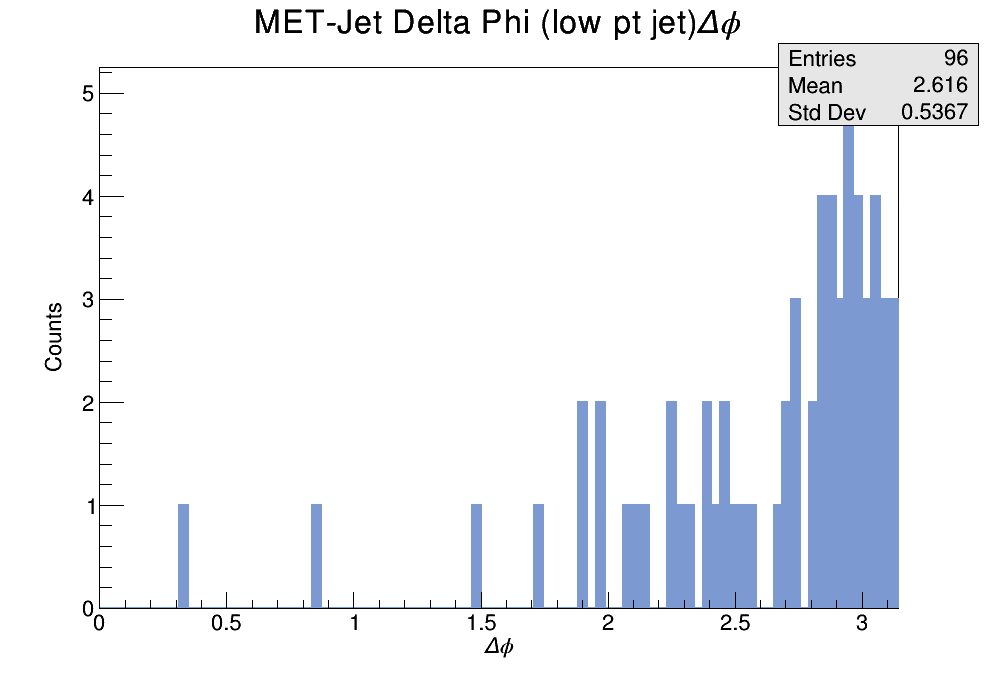 MET-Jet Delta Phi (low pt jet)Δϕ
Entries 96
Mean 2.616
Std Dev 0.5367
5
4
3
2
1
0
Counts
0 0.5 1 1.5 2 2.5 3
Δϕ